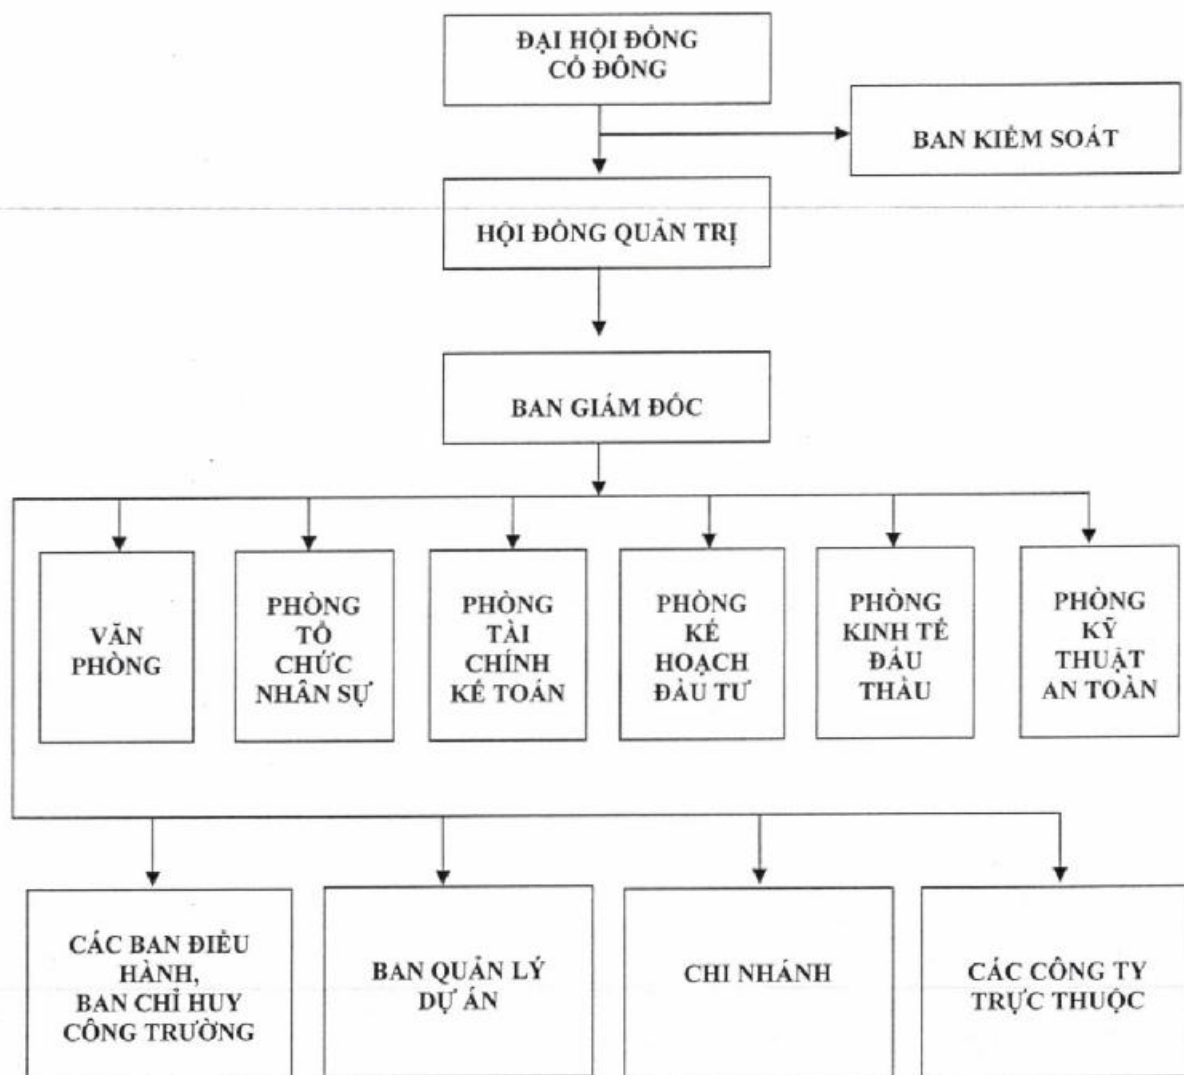 ĐẠI HỘI ĐỒNG
CỔ ĐÔNG
BAN KIỂM SOÁT
HỘI ĐỒNG QUẢN TRỊ
BAN GIÁM ĐỐC
VĂN
PHÒNG
PHÒNG
TỔ
CHỨC
NHÂN SỰ
PHÒNG
TÀI
CHÍNH
KẾ TOÁN
PHÒNG
KẾ
HOẠCH
ĐẦU TƯ
PHÒNG
KINH TẾ
ĐẤU
THẦU
PHÒNG
KỸ
THUẬT
AN TOÀN
CÁC BAN ĐIỀU
HÀNH,
BAN CHỈ HUY
CÔNG TRƯỜNG
BAN QUẢN LÝ
DỰ ÁN
CHI NHÁNH
CÁC CÔNG TY
TRỰC THUỘC